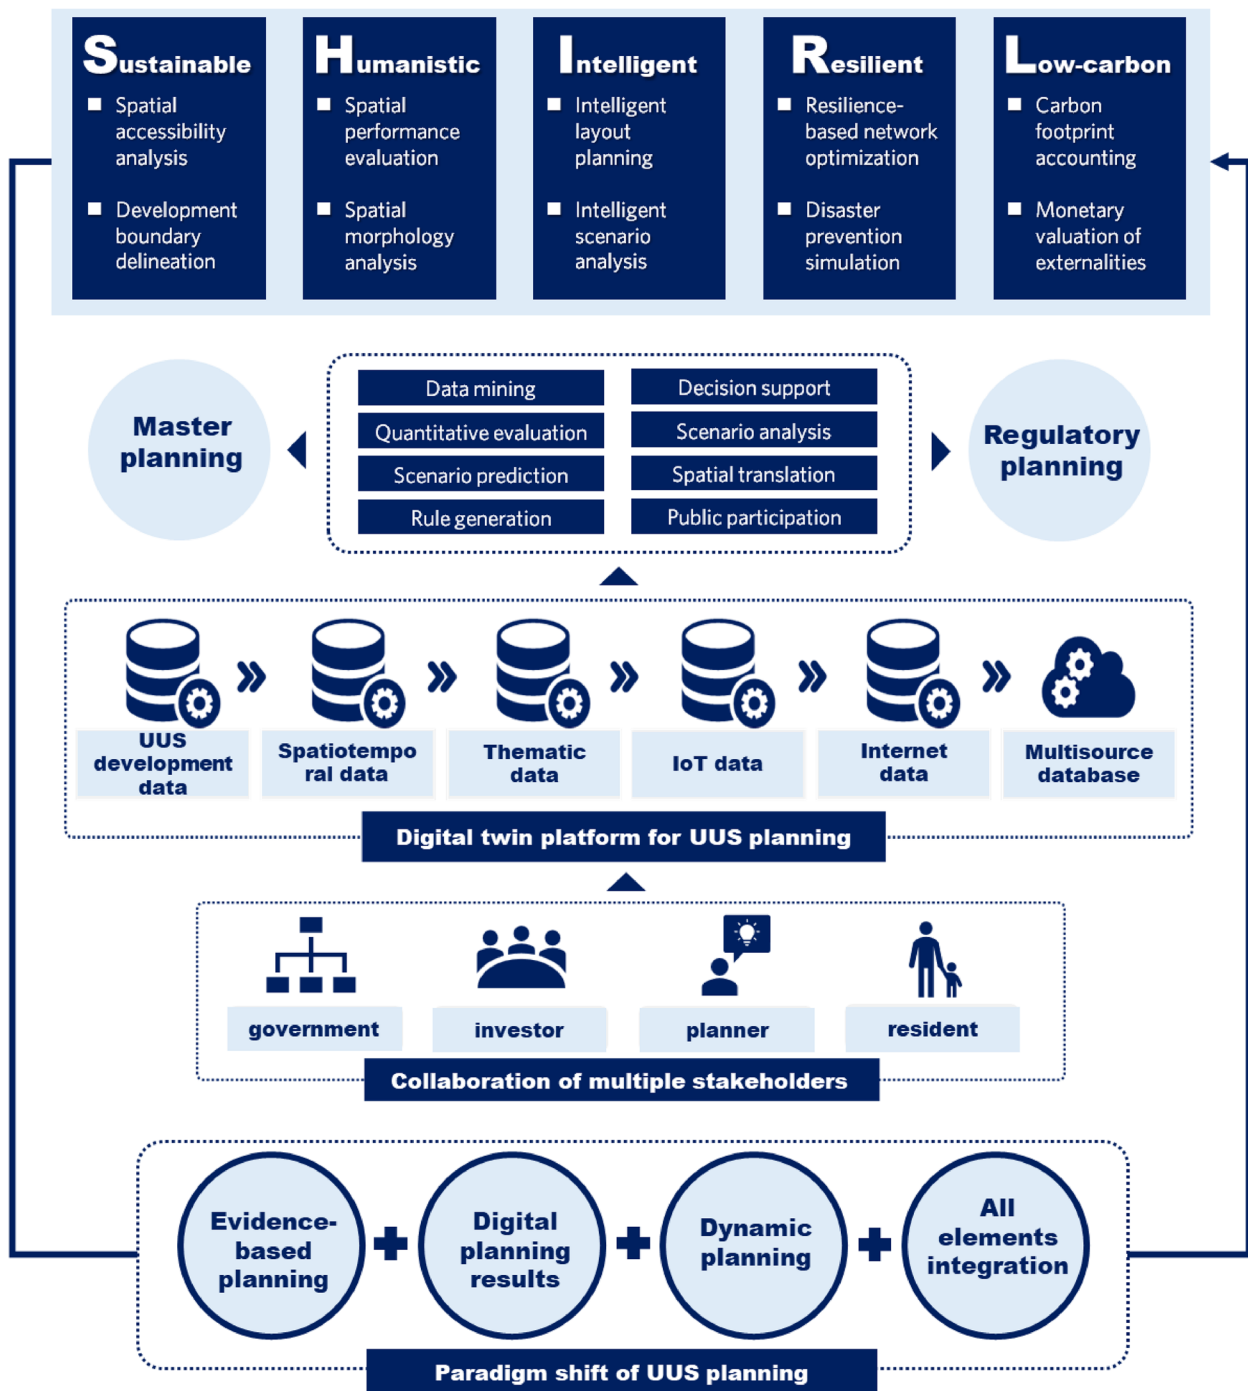 Sustainable
Spatial
accessibility
analysis
Development
boundary
delineation
Humanistic
Spatial
performance
evaluation
Spatial
morphology
analysis
Intelligent
Intelligent
layout
planning
Intelligent
scenario
analysis
Resilient
Resilience-
based network
optimization
Disaster
prevention
simulation
Low-carbon
Carbon
footprint
accounting
Monetary
valuation of
externalities
Master
planning
Data mining
Quantitative evaluation
Scenario prediction
Rule generation
Decision support
Scenario analysis
Spatial translation
Public participation
Regulatory
planning
UUS
development
data
Spatiotempo
ral data
Thematic
data
IoT data
Internet
data
Multisource
database
Digital twin platform for UUS planning
government
investor
planner
resident
Collaboration of multiple stakeholders
Evidence-
based
planning
Digital
planning
results
Dynamic
planning
All
elements
integration
Paradigm shift of UUS planning